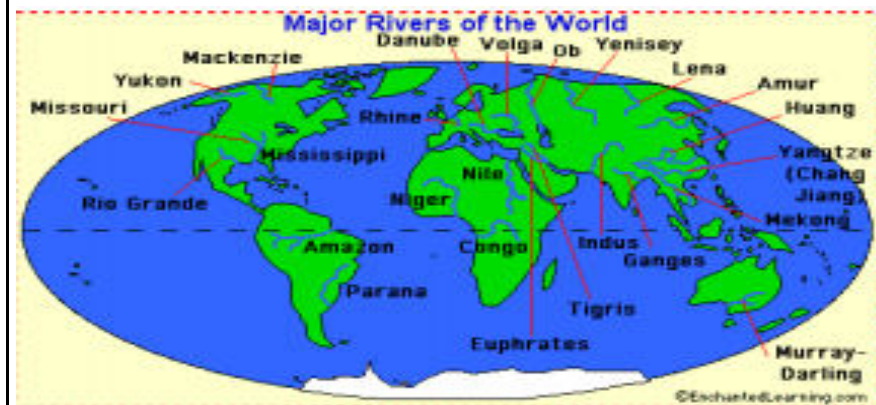 Major Rivers of the World
Danube
Volga
Ob
Yenisey
Mackenzie
Lena
Yukon
Amur
Missouri
Huang
Rhine
Mississippi
Yangtze
(Chang
Jiang)
Nile
Niger
Rio Grande
Mekong
Amazon
Congo
Indus
Ganges
Parana
Tigris
Euphrates
Murray-
Darling
©EnchantedLearning.com